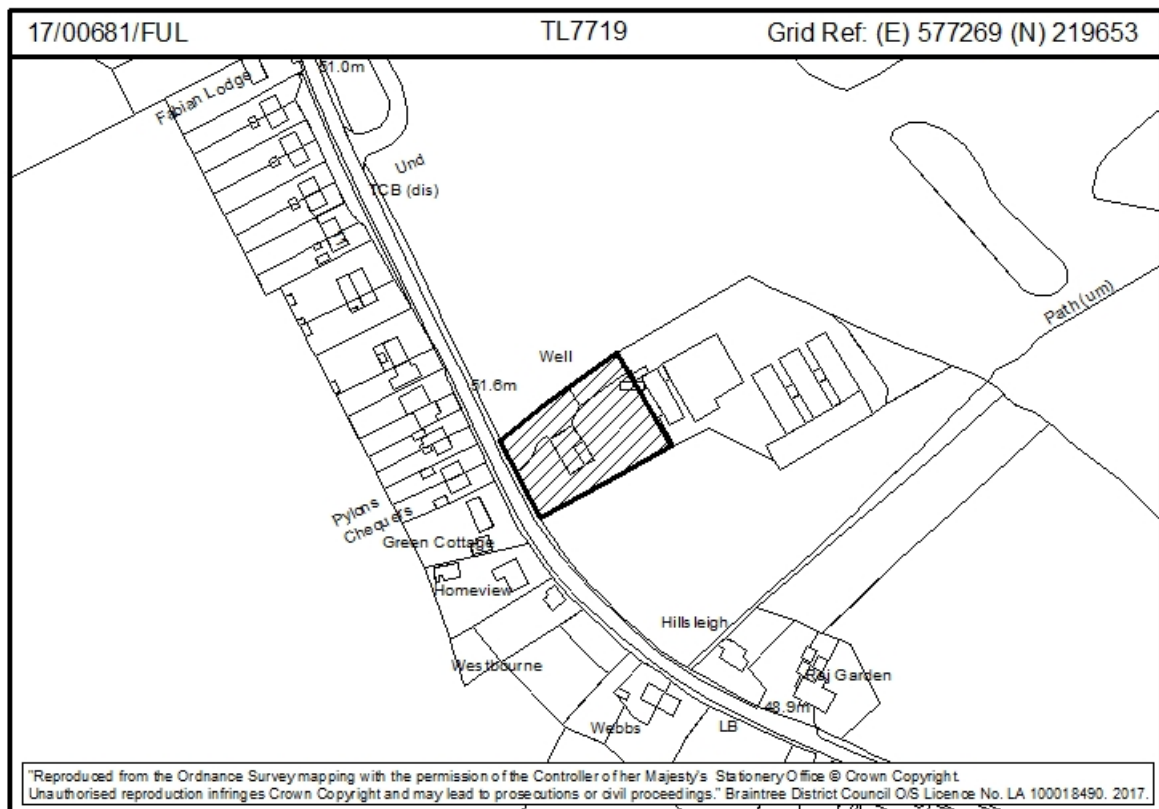 17/00681/FUL TL7719 Grid Ref: (E) 577269 (N) 219653
51.0m
Fabian Lodge
Und
TCB (dis)
Path (um)
Well
51.6m
Pylons
Chequers
Green Cottage
Homeview
Hillsleigh
Westbourne
Raj Garden
48.9m
Webbs
LB
"Reproduced from the Ordnance Survey mapping with the permission of the Controller of her Majesty's Stationery Office © Crown Copyright.
Unauthorised reproduction infringes Crown Copyright and may lead to prosecutions or civil proceedings." Braintree District Council O/S Licence No. LA 100018490. 2017.